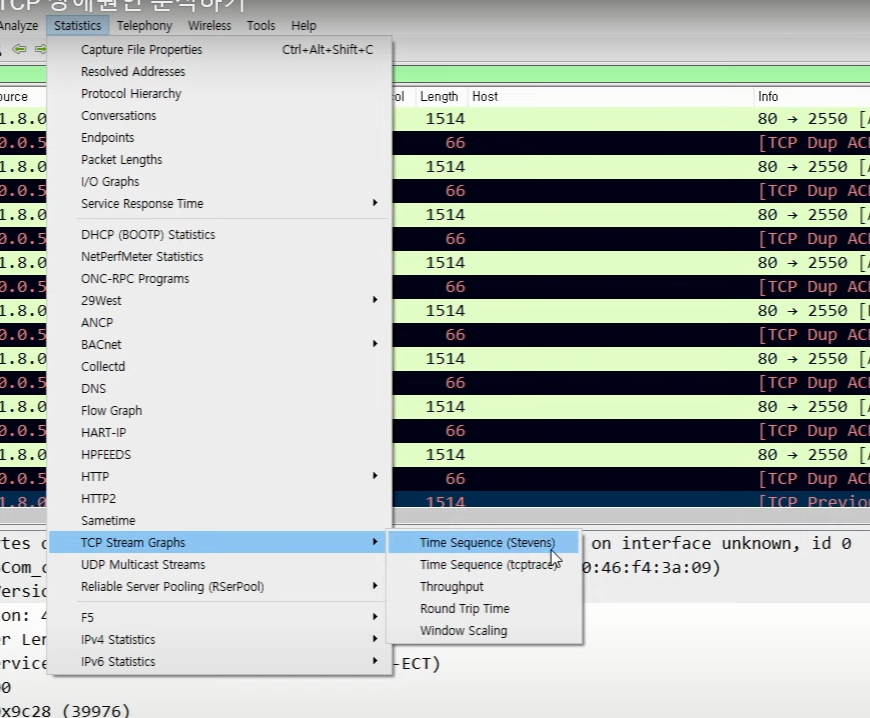 TCP 장애원인 분석하기
Analyze Statistics Telephony Wireless Tools Help
Capture File Properties Ctrl+Alt+Shift+C
Resolved Addresses
Protocol Hierarchy
Conversations
Endpoints
Packet Lengths
I/O Graphs
Service Response Time
DHCP (BOOTP) Statistics
NetPerfMeter Statistics
ONC-RPC Programs
29West
ANCP
BACnet
Collectd
DNS
Flow Graph
HART-IP
HPFEEDS
HTTP
HTTP2
Sametime
TCP Stream Graphs
UDP Multicast Streams
Reliable Server Pooling (RSerPool)
F5
IPv4 Statistics
IPv6 Statistics
Time Sequence (Stevens)
Time Sequence (tcptrace)
Throughput
Round Trip Time
Window Scaling
Length Host Info
1.8.0 1514 80 → 2550 [
0.0.5 66 [TCP Dup AC
1.8.0 1514 80 → 2550 [
0.0.5 66 [TCP Dup AC
1.8.0 1514 80 → 2550 [
0.0.5 66 [TCP Dup AC
1.8.0 1514 80 → 2550 [
0.0.5 66 [TCP Dup AC
1.8.0 1514 80 → 2550 [
0.0.5 66 [TCP Dup AC
1.8.0 1514 80 → 2550 [
0.0.5 66 [TCP Dup AC
1.8.0 1514 80 → 2550 [
0.0.5 66 [TCP Dup AC
1.8.0 1514 80 → 2550 [
0.0.5 66 [TCP Dup AC
1.8.0 1514 [TCP Previo
on interface unknown, id 0
0:46:f4:3a:09)
on: 4
-ECT)
x9c28 (39976)